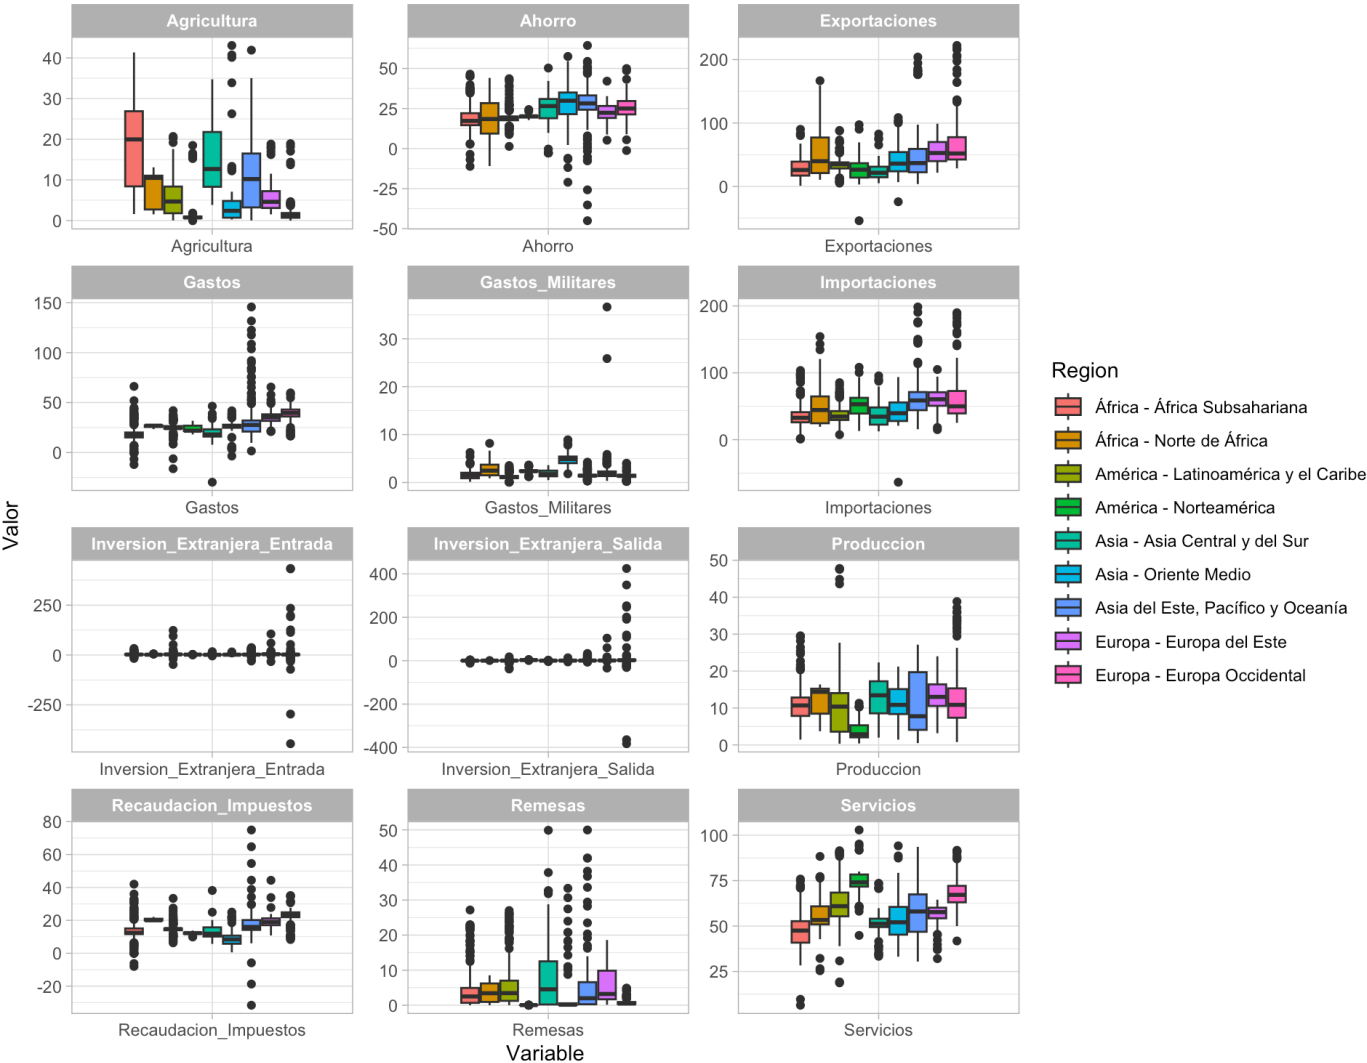 Agricultura
Ahorro
Exportaciones
40
30
20
10
0
50
25
0
-25
-50
200
100
0
Agricultura
Ahorro
Exportaciones
Gastos
Gastos_Militares
Importaciones
150
100
50
0
30
20
10
0
200
100
0
Gastos
Gastos_Militares
Importaciones
Inversion_Extranjera_Entrada
Inversion_Extranjera_Salida
Produccion
250
0
-250
400
200
0
-200
-400
50
40
30
20
10
0
Inversion_Extranjera_Entrada
Inversion_Extranjera_Salida
Produccion
Recaudacion_Impuestos
Remesas
Servicios
80
60
40
20
0
-20
50
40
30
20
10
0
100
75
50
25
Recaudacion_Impuestos
Remesas
Servicios
Valor
Variable
Region
África - África Subsahariana
África - Norte de África
América - Latinoamérica y el Caribe
América - Norteamérica
Asia - Asia Central y del Sur
Asia - Oriente Medio
Asia del Este, Pacífico y Oceanía
Europa - Europa del Este
Europa - Europa Occidental